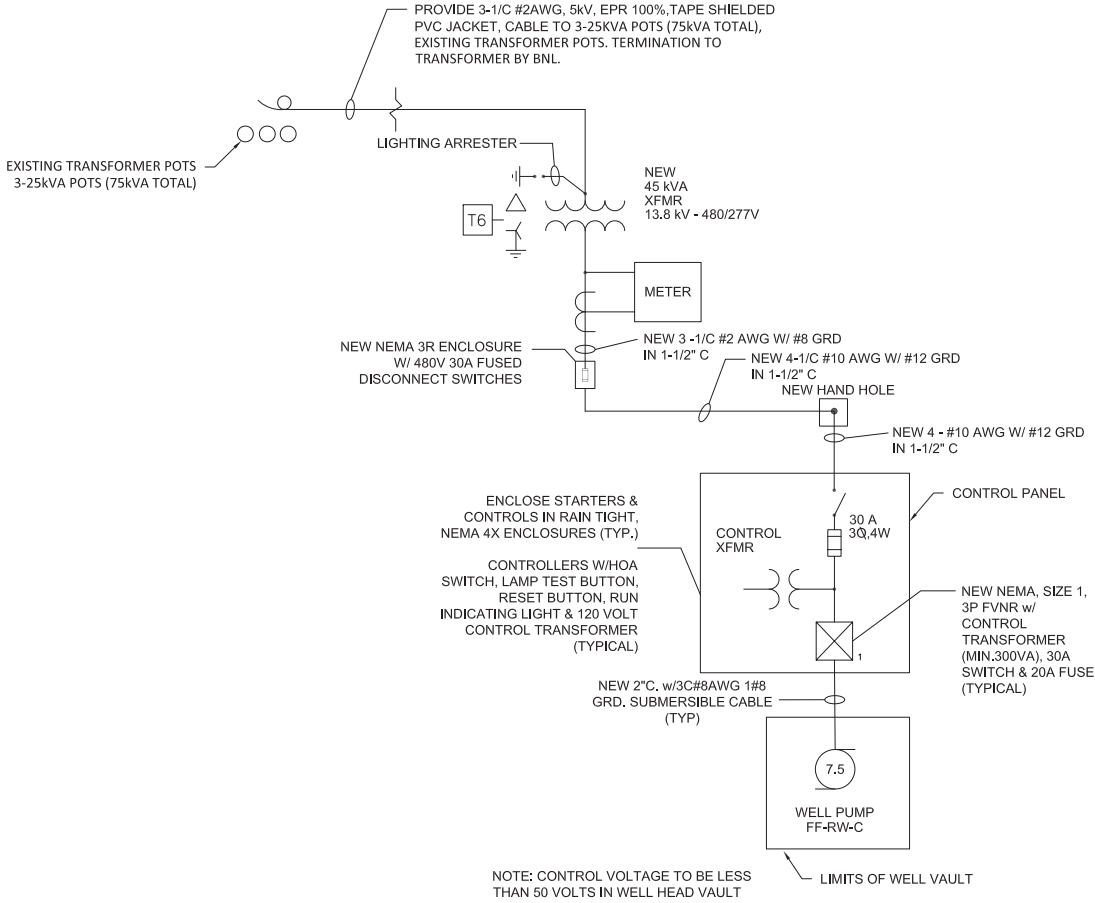 PROVIDE 3-1/C #2AWG, 5kV, EPR 100%,TAPE SHIELDED
PVC JACKET, CABLE TO 3-25KVA POTS (75kVA TOTAL),
EXISTING TRANSFORMER POTS. TERMINATION TO
TRANSFORMER BY BNL.
LIGHTING ARRESTER
EXISTING TRANSFORMER POTS
3-25kVA POTS (75kVA TOTAL)
NEW
45 kVA
XFMR
13.8 kV - 480/277V
T6
METER
NEW 3 -1/C #2 AWG W/ #8 GRD
IN 1-1/2" C
NEW NEMA 3R ENCLOSURE
W/ 480V 30A FUSED
DISCONNECT SWITCHES
NEW 4-1/C #10 AWG W/ #12 GRD
IN 1-1/2" C
NEW HAND HOLE
NEW 4 - #10 AWG W/ #12 GRD
IN 1-1/2" C
CONTROL PANEL
ENCLOSE STARTERS &
CONTROLS IN RAIN TIGHT,
NEMA 4X ENCLOSURES (TYP.)
CONTROLLERS W/HOA
SWITCH, LAMP TEST BUTTON,
RESET BUTTON, RUN
INDICATING LIGHT & 120 VOLT
CONTROL TRANSFORMER
(TYPICAL)
CONTROL
XFMR
30 A
3Q,4W
1
NEW NEMA, SIZE 1,
3P FVNR w/
CONTROL
TRANSFORMER
(MIN.300VA), 30A
SWITCH & 20A FUSE
(TYPICAL)
NEW 2"C. w/3C#8AWG 1#8
GRD. SUBMERSIBLE CABLE
(TYP)
7.5
WELL PUMP
FF-RW-C
LIMITS OF WELL VAULT
NOTE: CONTROL VOLTAGE TO BE LESS
THAN 50 VOLTS IN WELL HEAD VAULT